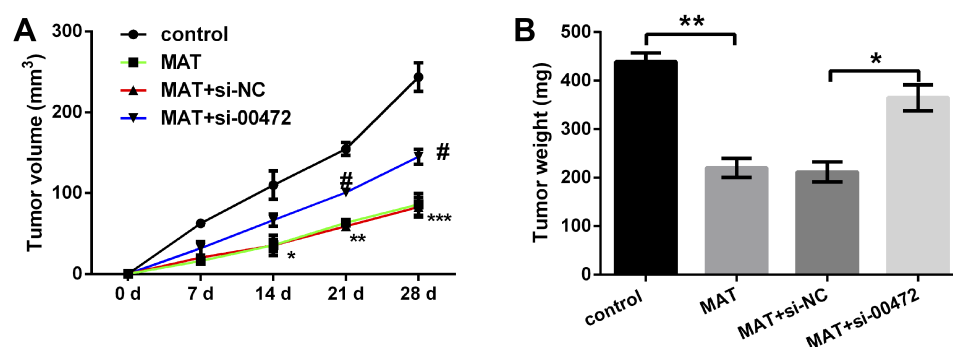 A
Tumor volume (mm³)
300
200
100
0
control
MAT
MAT+si-NC
MAT+si-00472
#
#
*
**
***
0 d
7 d
14 d
21 d
28 d
B
Tumor weight (mg)
500
400
300
200
100
0
**
*
control
MAT
MAT+si-NC
MAT+si-00472